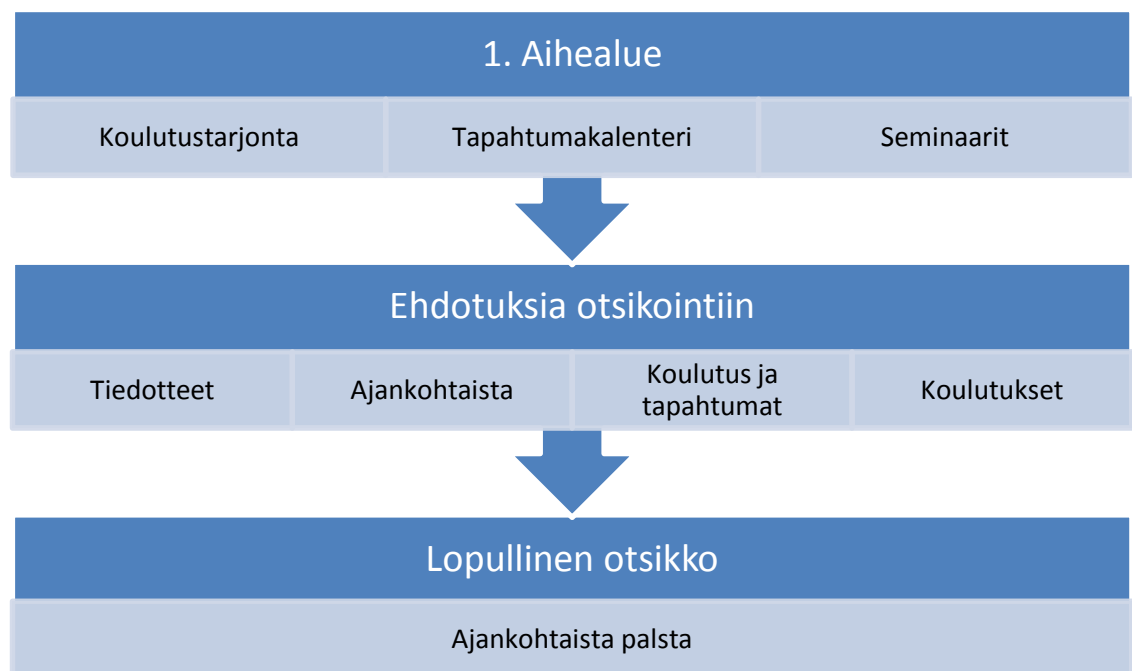 1. Aihealue
Koulutustarjonta
Tapahtumakalenteri
Seminaarit
Ehdotuksia otsikointiin
Tiedotteet
Ajankohtaista
Koulutus ja
tapahtumat
Koulutukset
Lopullinen otsikko
Ajankohtaista palsta